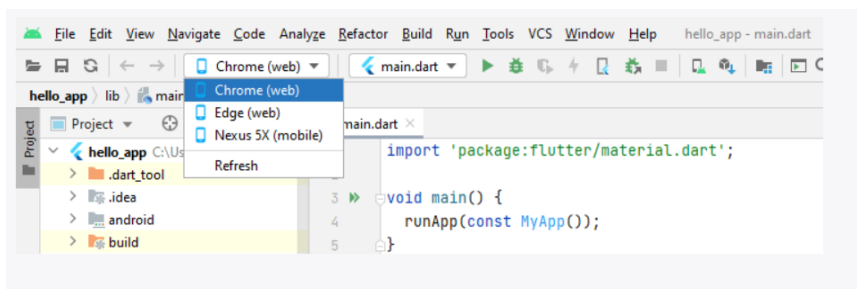 File Edit View Navigate Code Analyze Refactor Build Run Tools VCS Window Help hello_app - main.dart
Chrome (web) main.dart
hello_app lib main
Chrome (web)
Edge (web)
Nexus 5X (mobile)
Refresh
Project
Project
main.dart
hello_app C:\Us
.dart_tool
.idea
android
build
import 'package:flutter/material.dart';
3 void main() {
4 runApp(const MyApp());
5 }